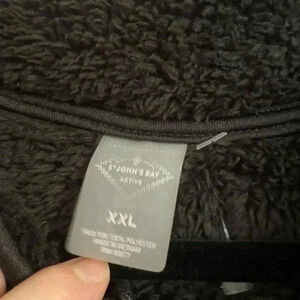 ST. JOHN'S BAY
ACTIVE
XXL
100% POLYESTER
MADE IN VIETNAM